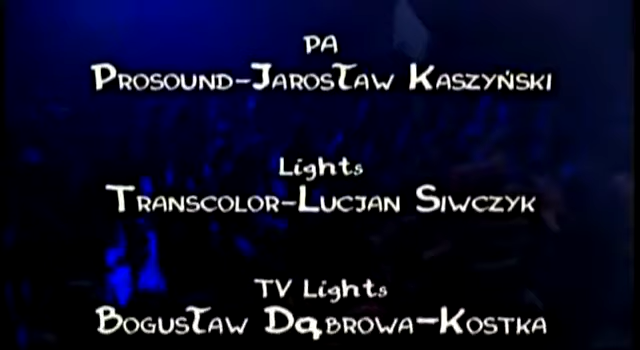 PA
PROSOUND-JAROSŁAW KASZYŃSKI
Lights
TRANSCOLOR-LUCJAN SIWCZYK
TV Lights
BOGUSŁAW DĄBROWA-KOSTKA